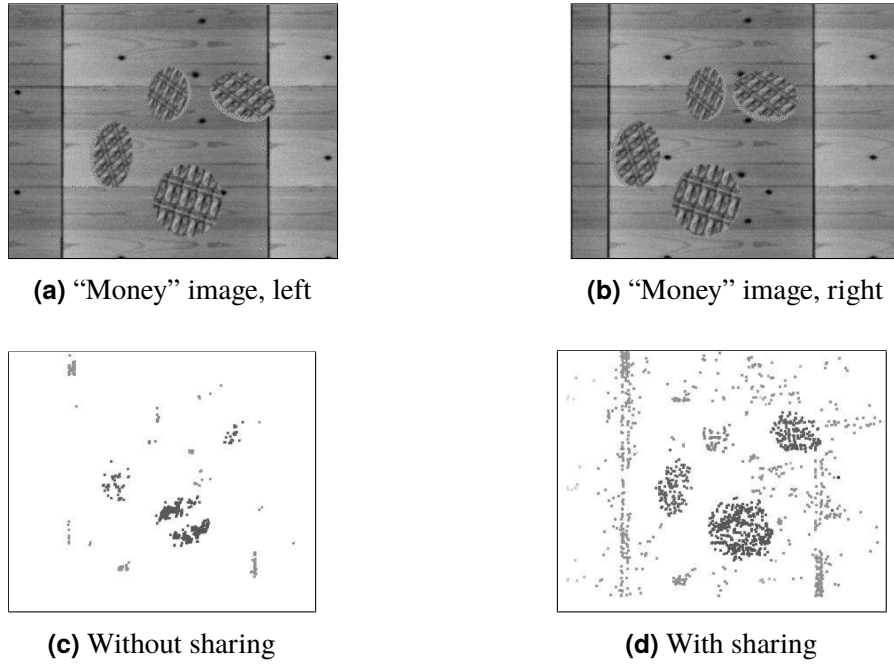 (a) “Money” image, left
(b) “Money” image, right
(c) Without sharing
(d) With sharing